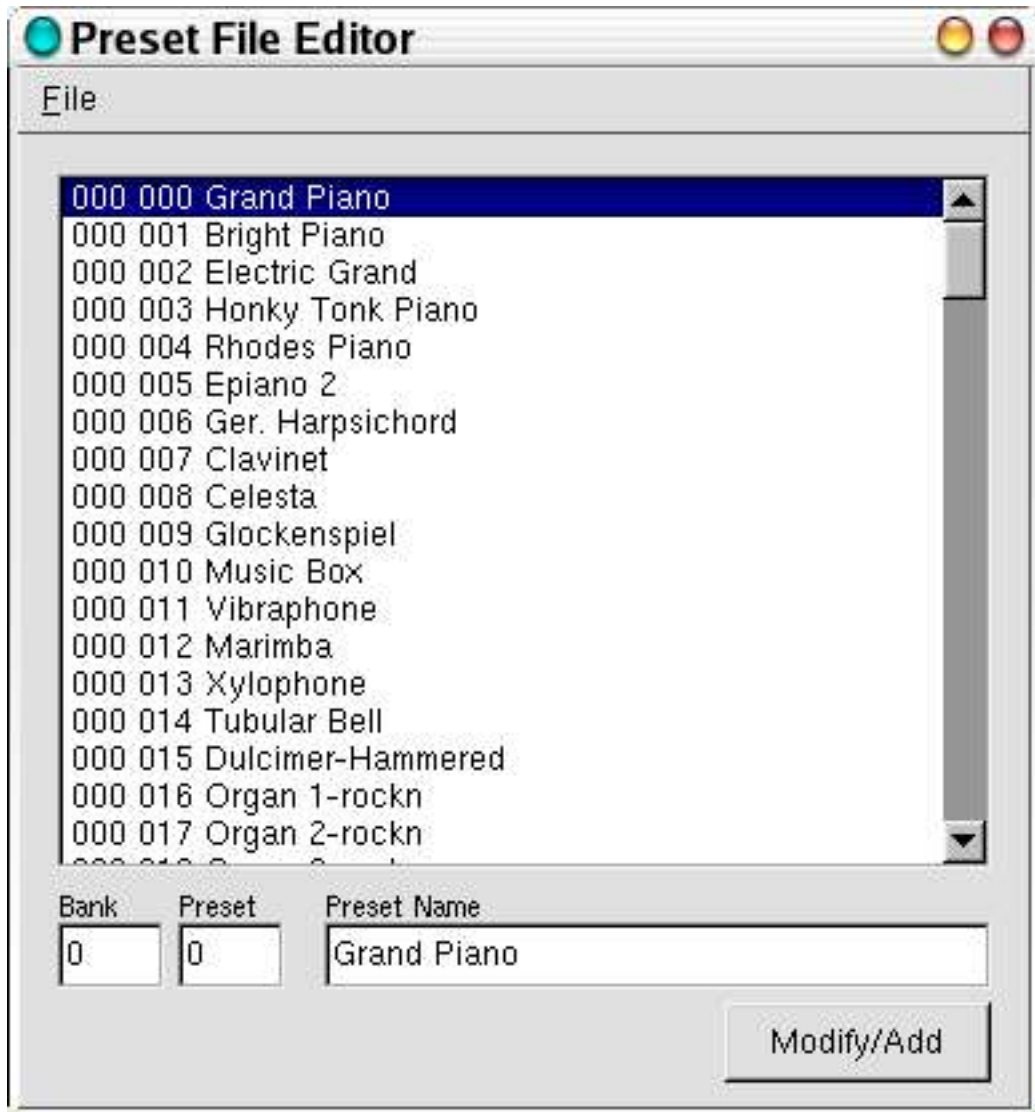 Preset File Editor
File
000 000 Grand Piano
000 001 Bright Piano
000 002 Electric Grand
000 003 Honky Tonk Piano
000 004 Rhodes Piano
000 005 Epiano 2
000 006 Ger. Harpsichord
000 007 Clavinet
000 008 Celesta
000 009 Glockenspiel
000 010 Music Box
000 011 Vibraphone
000 012 Marimba
000 013 Xylophone
000 014 Tubular Bell
000 015 Dulcimer-Hammered
000 016 Organ 1-rockn
000 017 Organ 2-rockn
Bank Preset Preset Name
0 0 Grand Piano
Modify/Add